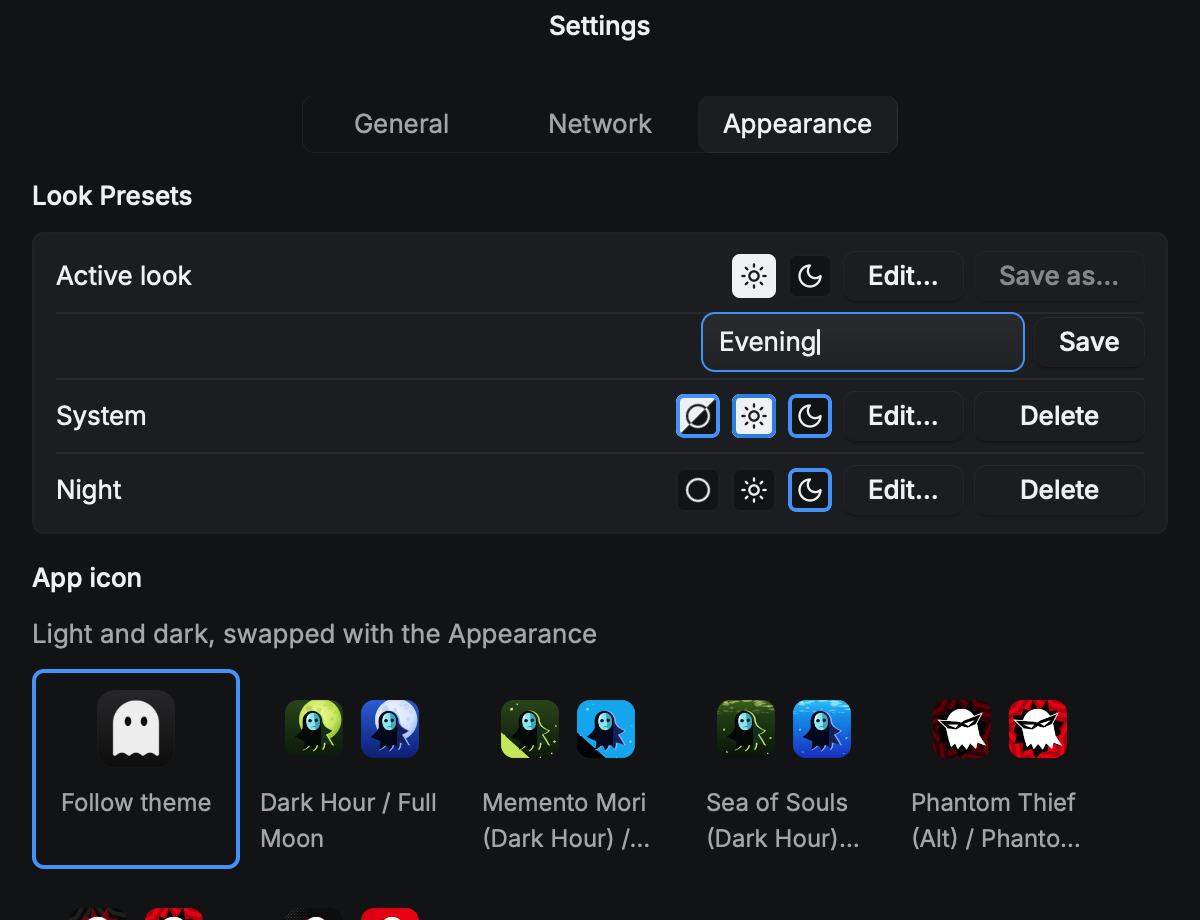 Settings
General Network Appearance
Look Presets
Active look Edit... Save as...
Evening Save
System Edit... Delete
Night Edit... Delete
App icon
Light and dark, swapped with the Appearance
Follow theme
Dark Hour / Full
Moon
Memento Mori
(Dark Hour) /...
Sea of Souls
(Dark Hour)...
Phantom Thief
(Alt) / Phanto...